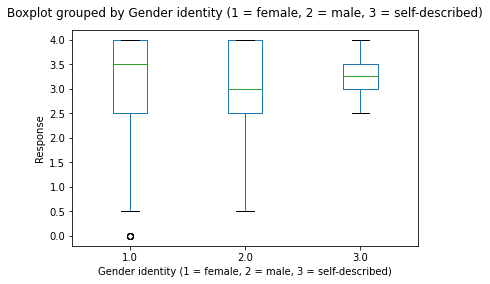 Boxplot grouped by Gender identity (1 = female, 2 = male, 3 = self-described)
4.0
3.5
3.0
2.5
2.0
1.5
1.0
0.5
0.0
Response
1.0 2.0 3.0
Gender identity (1 = female, 2 = male, 3 = self-described)